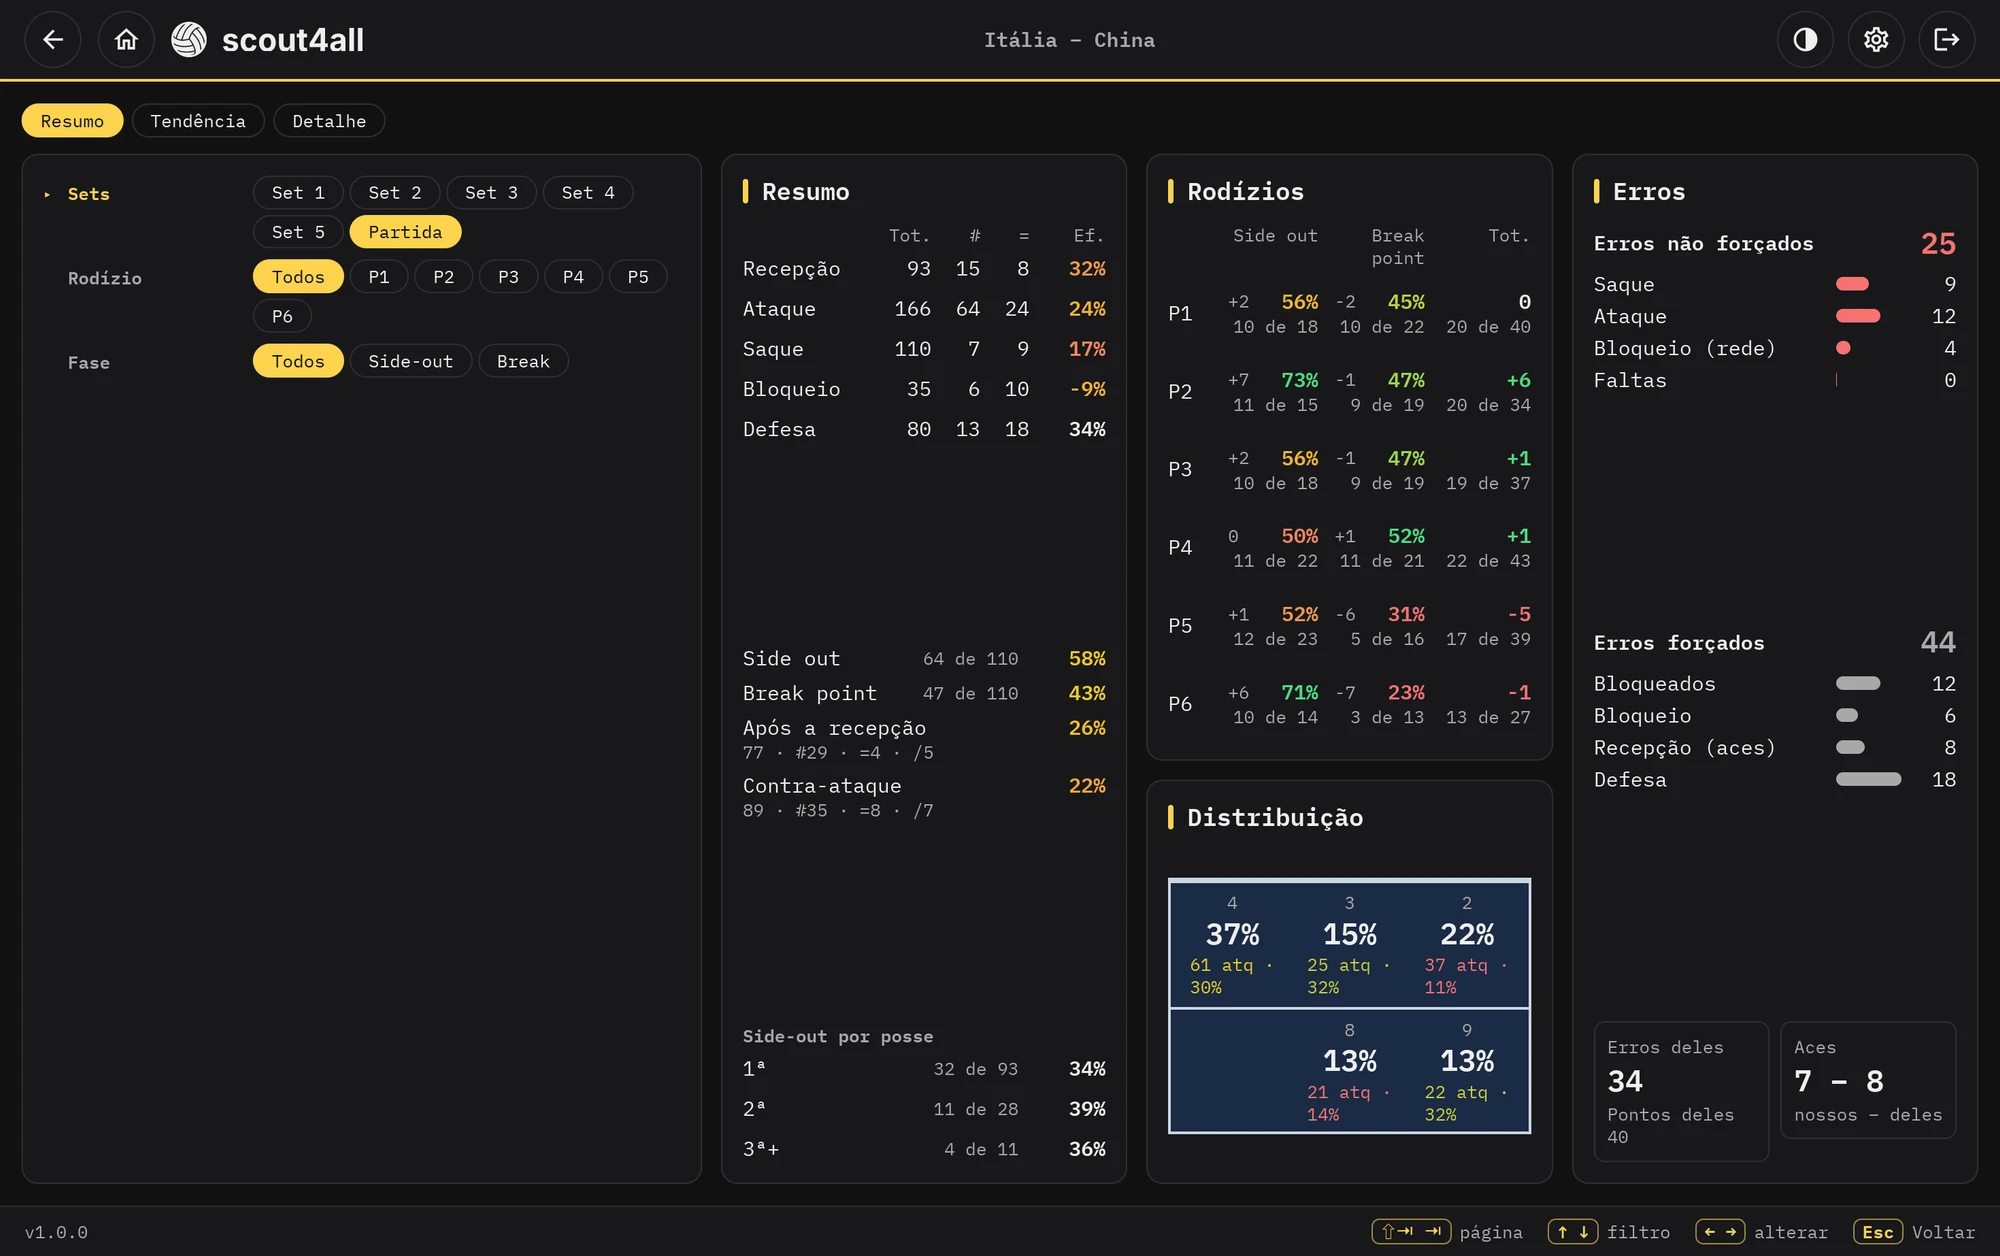 scout4all
Itália – China
Resumo Tendência Detalhe
▸ Sets
Set 1 Set 2 Set 3 Set 4
Set 5 Partida
Rodízio
Todos P1 P2 P3 P4 P5
P6
Fase
Todos Side-out Break
Resumo
Tot. # = Ef.
Recepção 93 15 8 32%
Ataque 166 64 24 24%
Saque 110 7 9 17%
Bloqueio 35 6 10 -9%
Defesa 80 13 18 34%
Side out 64 de 110 58%
Break point 47 de 110 43%
Após a recepção 26%
77 · #29 · =4 · /5
Contra-ataque 22%
89 · #35 · =8 · /7
Side-out por posse
1ª 32 de 93 34%
2ª 11 de 28 39%
3ª+ 4 de 11 36%
Rodízios
Side out Break Tot.
point
P1 +2 56% -2 45% 0
10 de 18 10 de 22 20 de 40
P2 +7 73% -1 47% +6
11 de 15 9 de 19 20 de 34
P3 +2 56% -1 47% +1
10 de 18 9 de 19 19 de 37
P4 0 50% +1 52% +1
11 de 22 11 de 21 22 de 43
P5 +1 52% -6 31% -5
12 de 23 5 de 16 17 de 39
P6 +6 71% -7 23% -1
10 de 14 3 de 13 13 de 27
Distribuição
4 3 2
37% 15% 22%
61 atq · 25 atq · 37 atq ·
30% 32% 11%
8 9
13% 13%
21 atq · 22 atq ·
14% 32%
Erros
Erros não forçados 25
Saque 9
Ataque 12
Bloqueio (rede) 4
Faltas 0
Erros forçados 44
Bloqueados 12
Bloqueio 6
Recepção (aces) 8
Defesa 18
Erros deles
34
Pontos deles
40
Aces
7 – 8
nossos – deles
v1.0.0
⇧⇥ ⇥ página ↑ ↓ filtro ← → alterar Esc Voltar